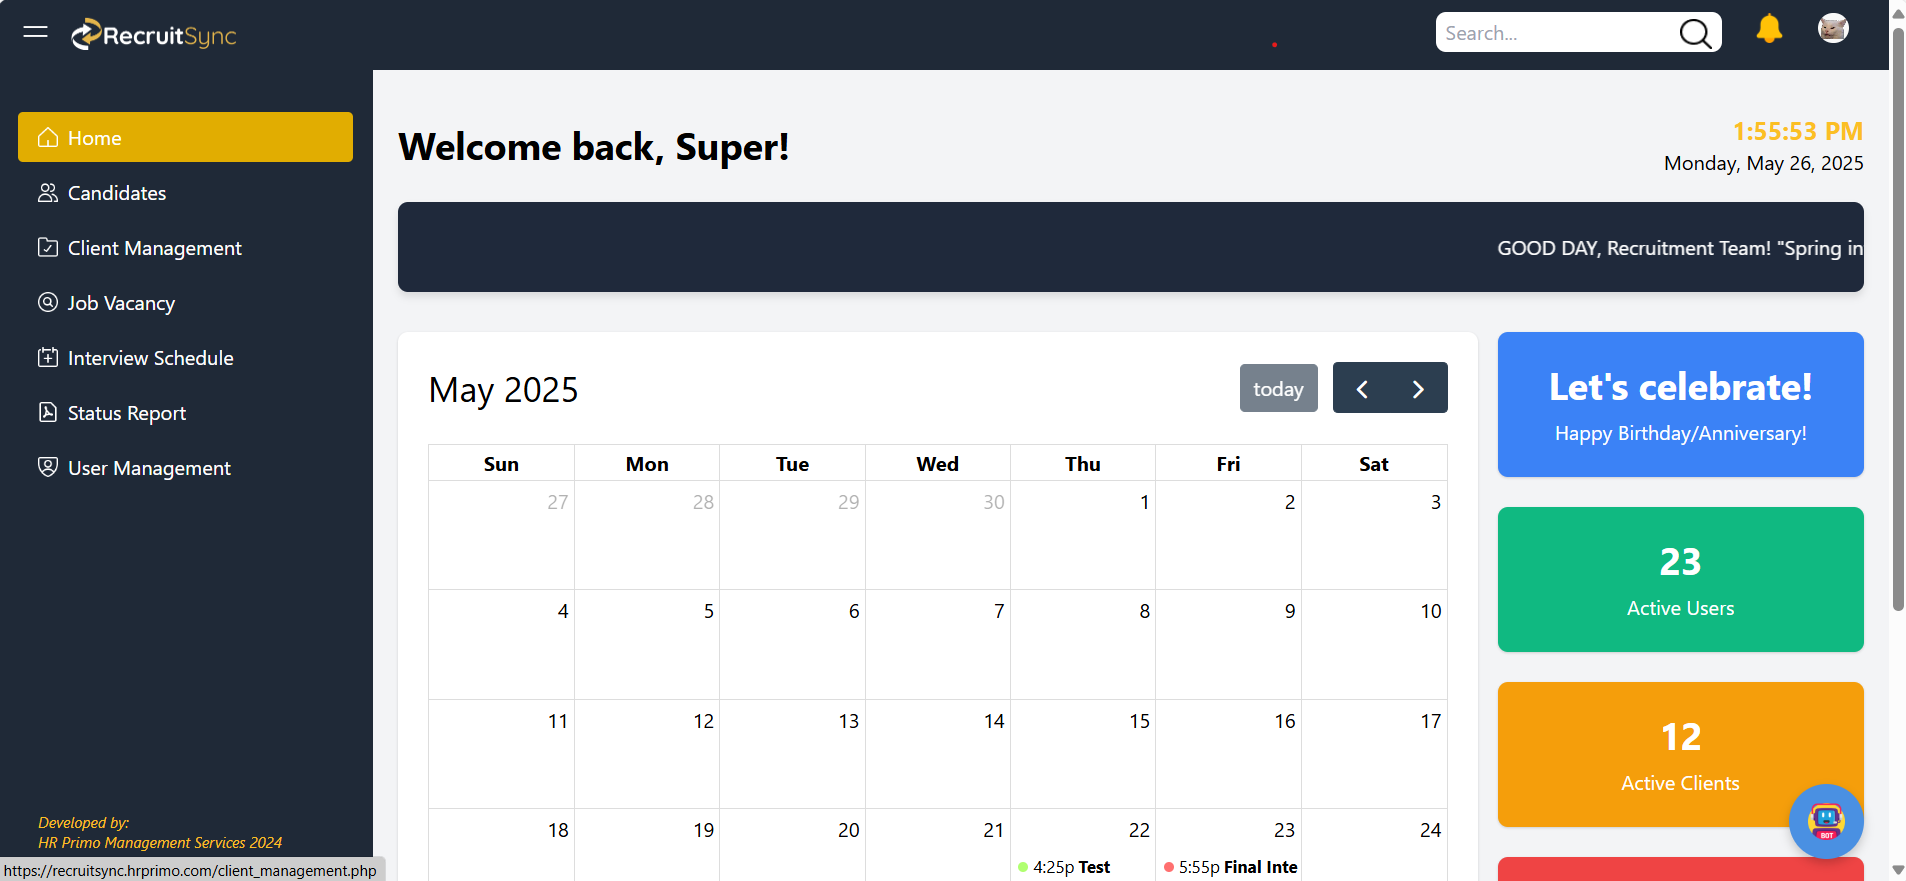 RecruitSync
Search...
Home
Candidates
Client Management
Job Vacancy
Interview Schedule
Status Report
User Management
Developed by:
HR Primo Management Services 2024
https://recruitsync.hrprimo.com/client_management.php
Welcome back, Super!
1:55:53 PM
Monday, May 26, 2025
GOOD DAY, Recruitment Team! "Spring in
May 2025
today
Sun Mon Tue Wed Thu Fri Sat
27 28 29 30 1 2 3
4 5 6 7 8 9 10
11 12 13 14 15 16 17
18 19 20 21 22 23 24
4:25p Test
5:55p Final Inte
Let's celebrate!
Happy Birthday/Anniversary!
23
Active Users
12
Active Clients
BOT